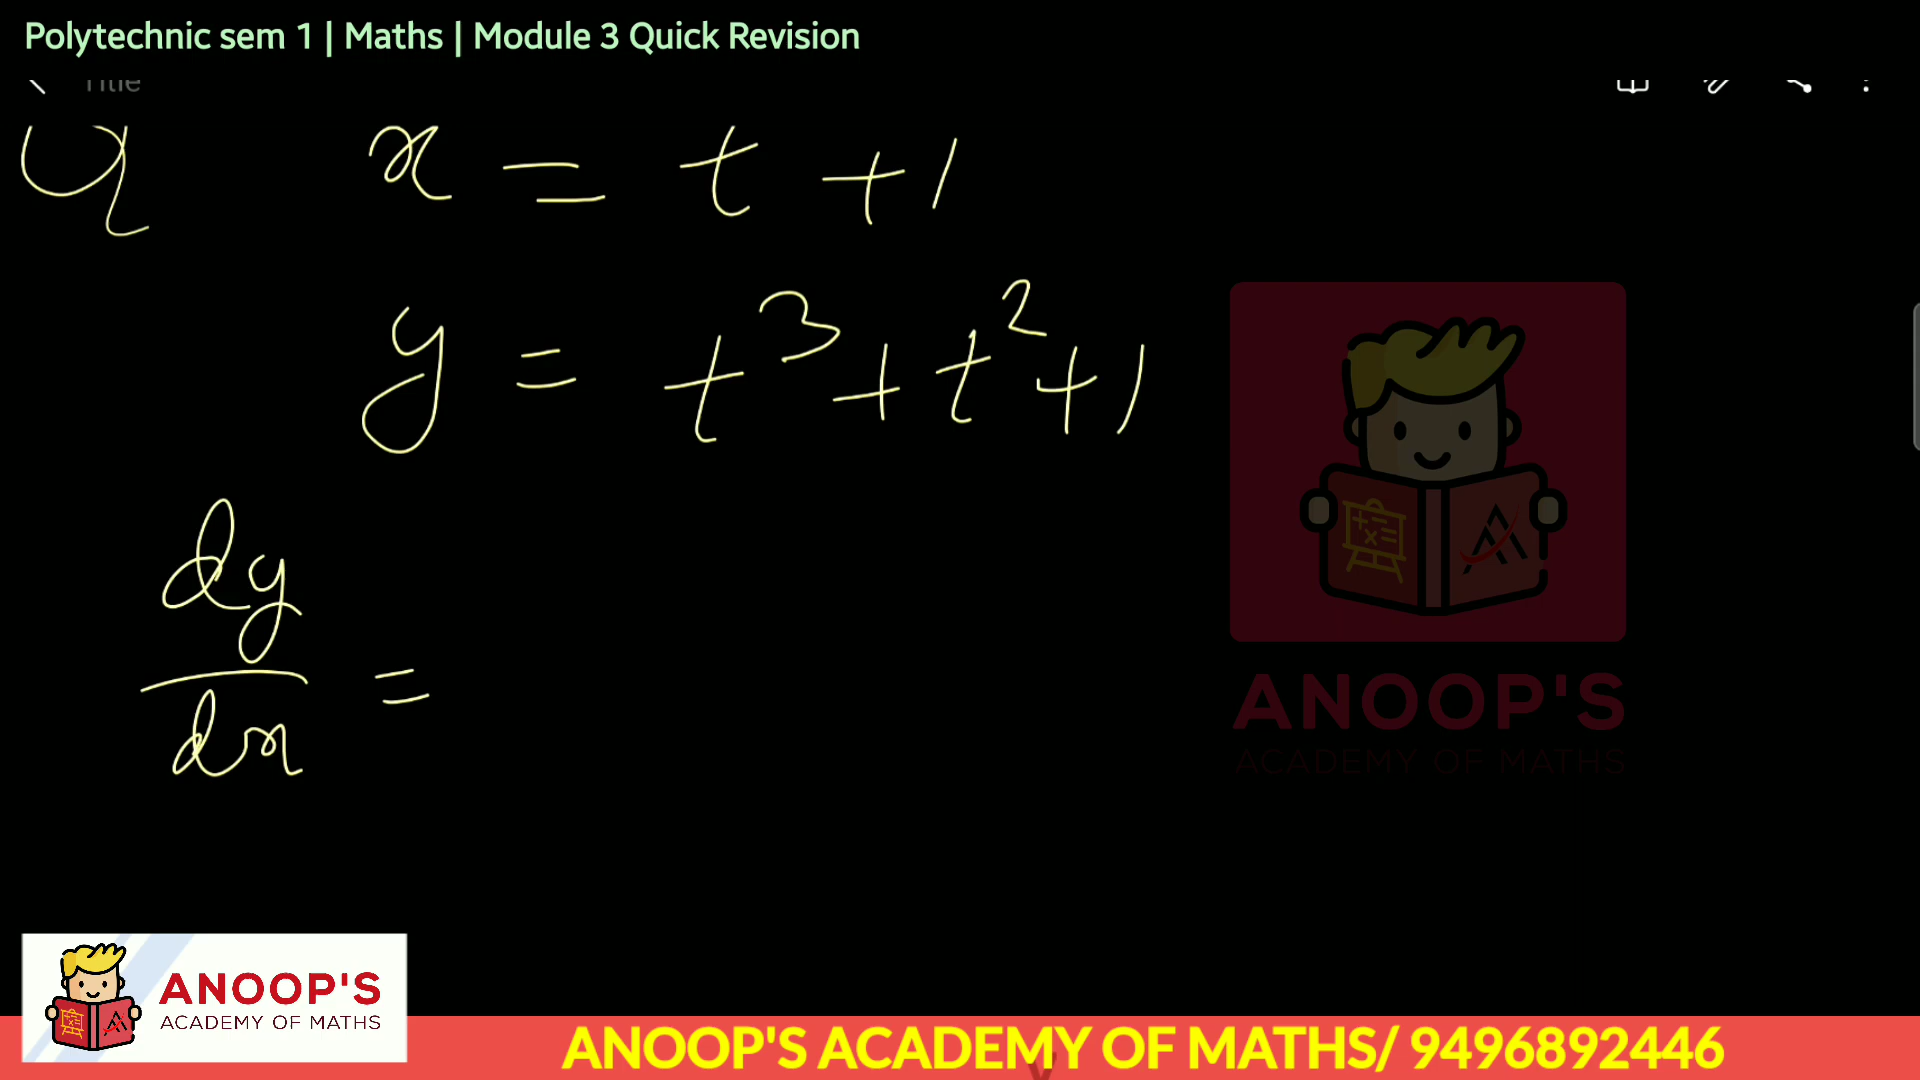 Polytechnic sem 1 | Maths | Module 3 Quick Revision
Title
x = t + 1
y = t³ + t² + 1
dy
dx =
ANOOP'S
ACADEMY OF MATHS
ANOOP'S
ACADEMY OF MATHS
ANOOP'S ACADEMY OF MATHS/ 9496892446